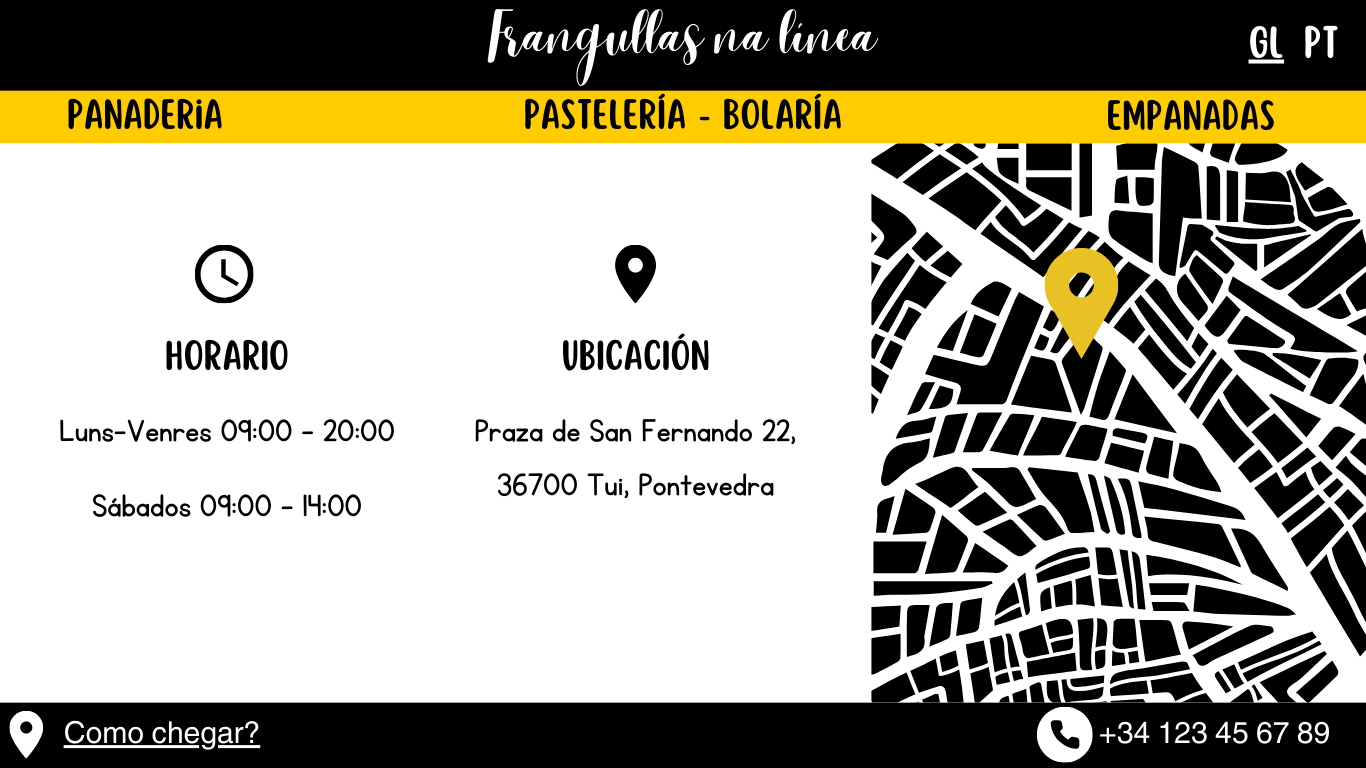 Frangullas na línea
GL PT
PANADERiA
PASTELERÍA - BOLARÍA
EMPANADAS
HORARIO
Luns-Venres 09:00 - 20:00
Sábados 09:00 - 14:00
UBICACIÓN
Praza de San Fernando 22,
36700 Tui, Pontevedra
Como chegar?
+34 123 45 67 89